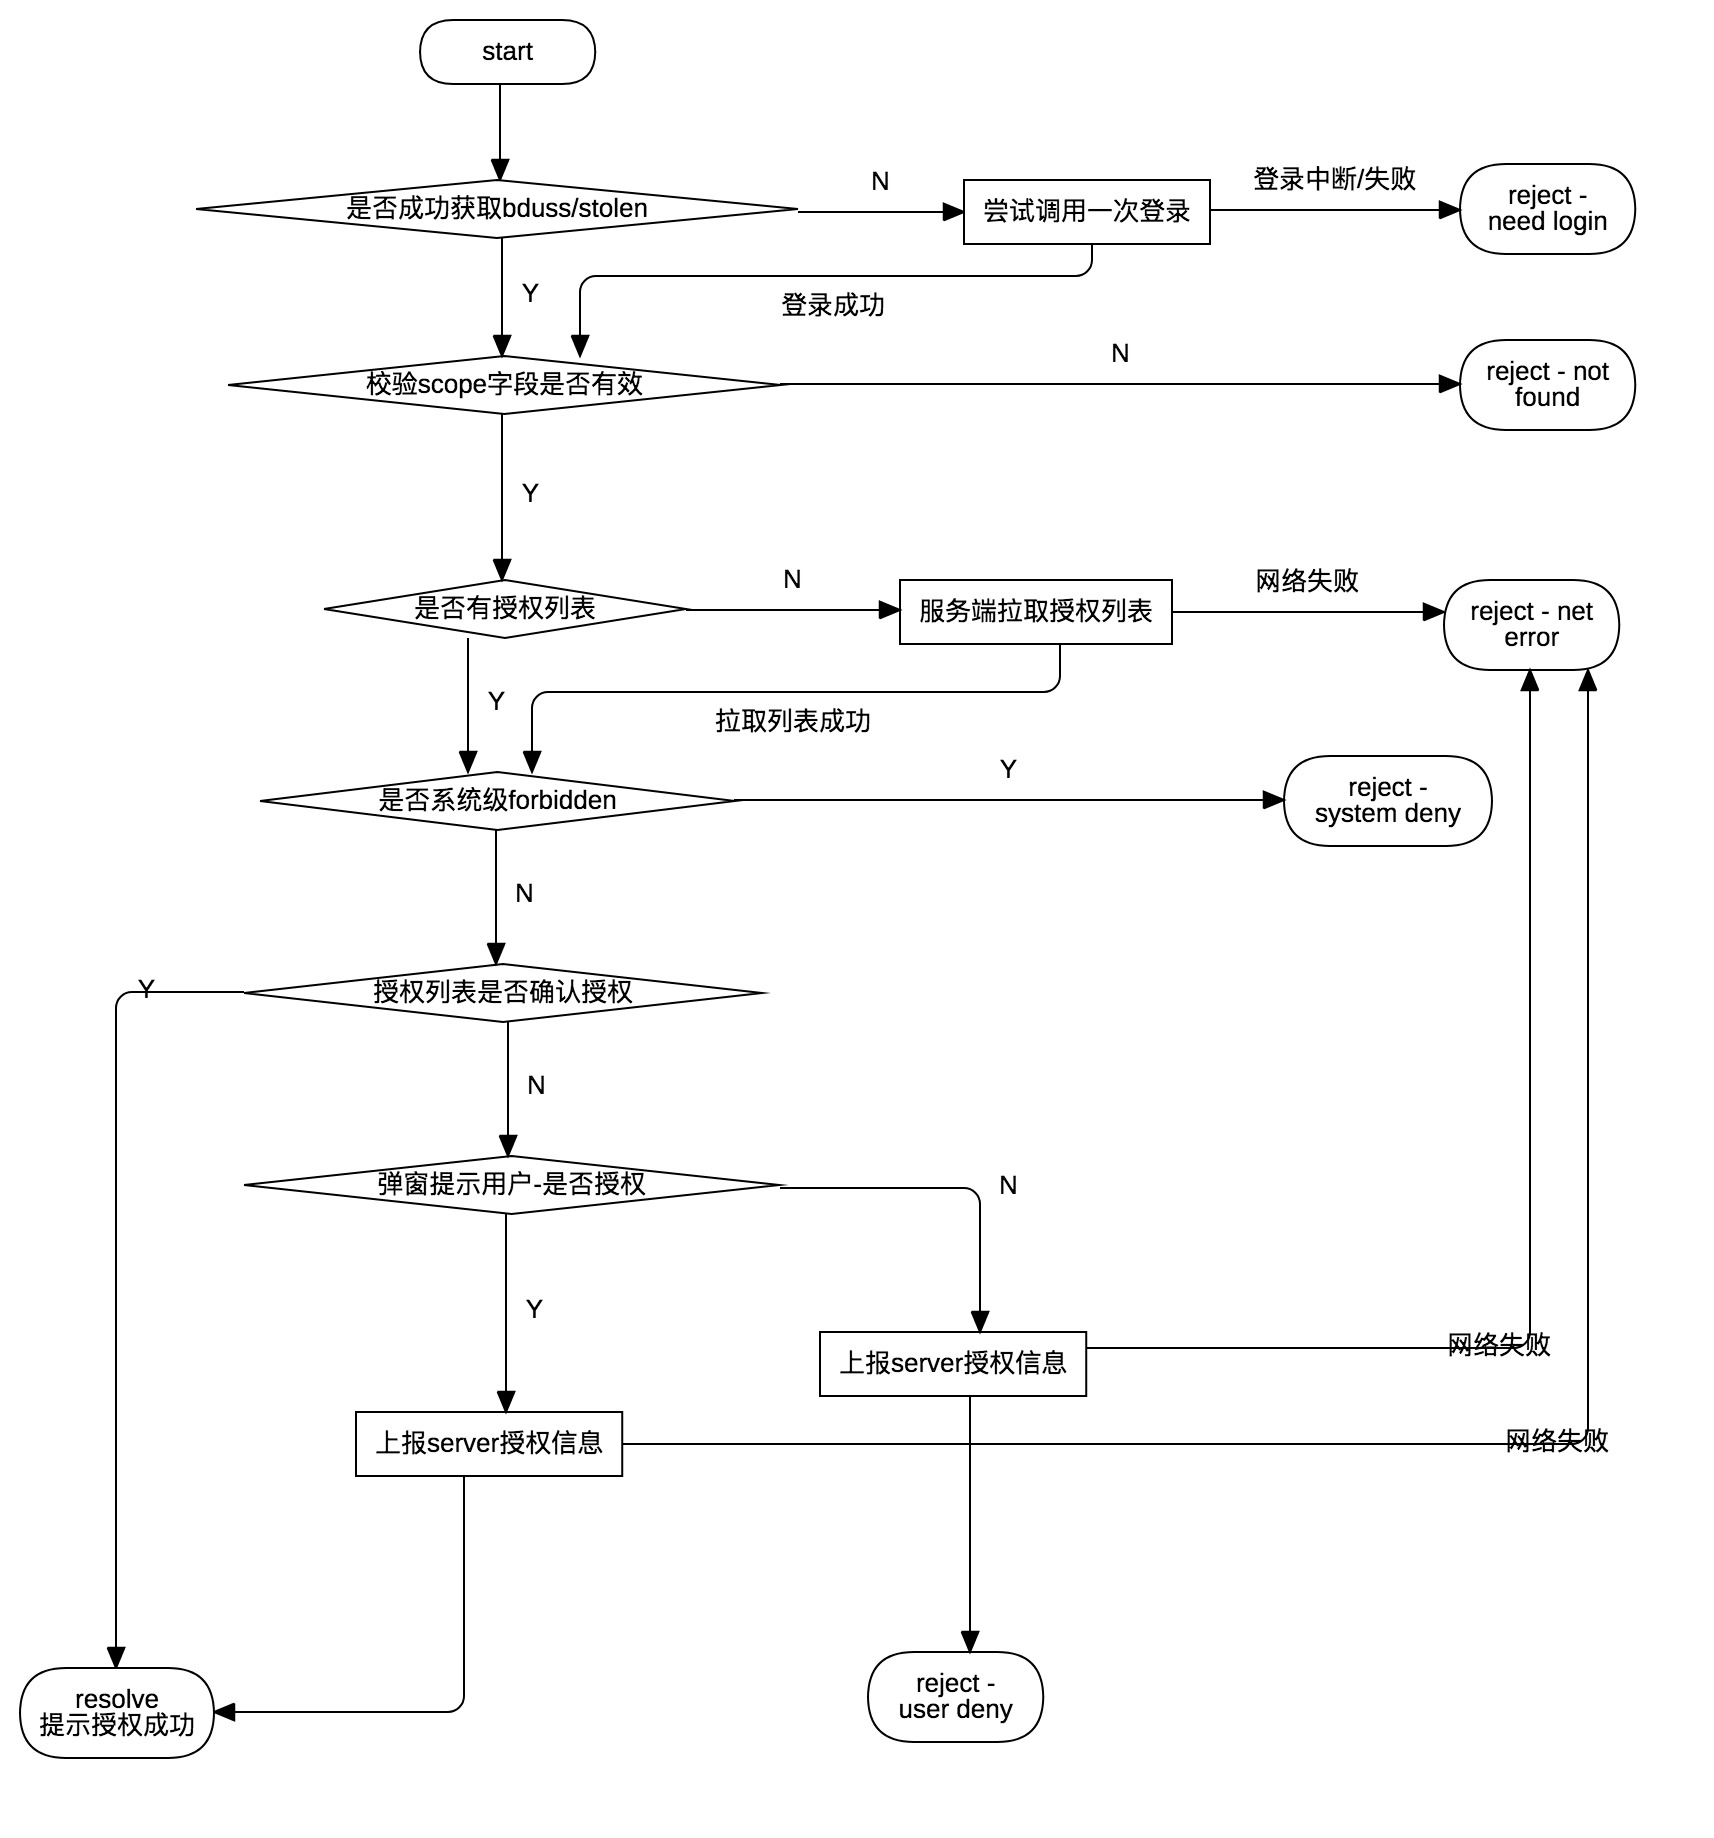 start
是否成功获取bduss/stolen
N
尝试调用一次登录
登录中断/失败
reject -
need login
Y
登录成功
校验scope字段是否有效
N
reject - not
found
Y
是否有授权列表
N
服务端拉取授权列表
网络失败
reject - net
error
Y
拉取列表成功
是否系统级forbidden
Y
reject -
system deny
N
Y
授权列表是否确认授权
N
弹窗提示用户-是否授权
N
Y
上报server授权信息
网络失败
上报server授权信息
网络失败
reject -
user deny
resolve
提示授权成功